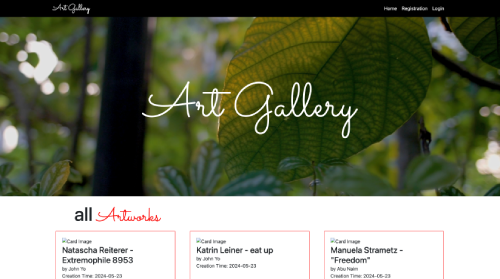 Art Gallery
Home Registration Login
Art Gallery
all Artworks
Card Image
Natascha Reiterer -
Extremophile 8953
by John Yo
Creation Time: 2024-05-23
Card Image
Katrin Leiner - eat up
by John Yo
Creation Time: 2024-05-23
Card Image
Manuela Strametz -
"Freedom"
by Abu Naim
Creation Time: 2024-05-23